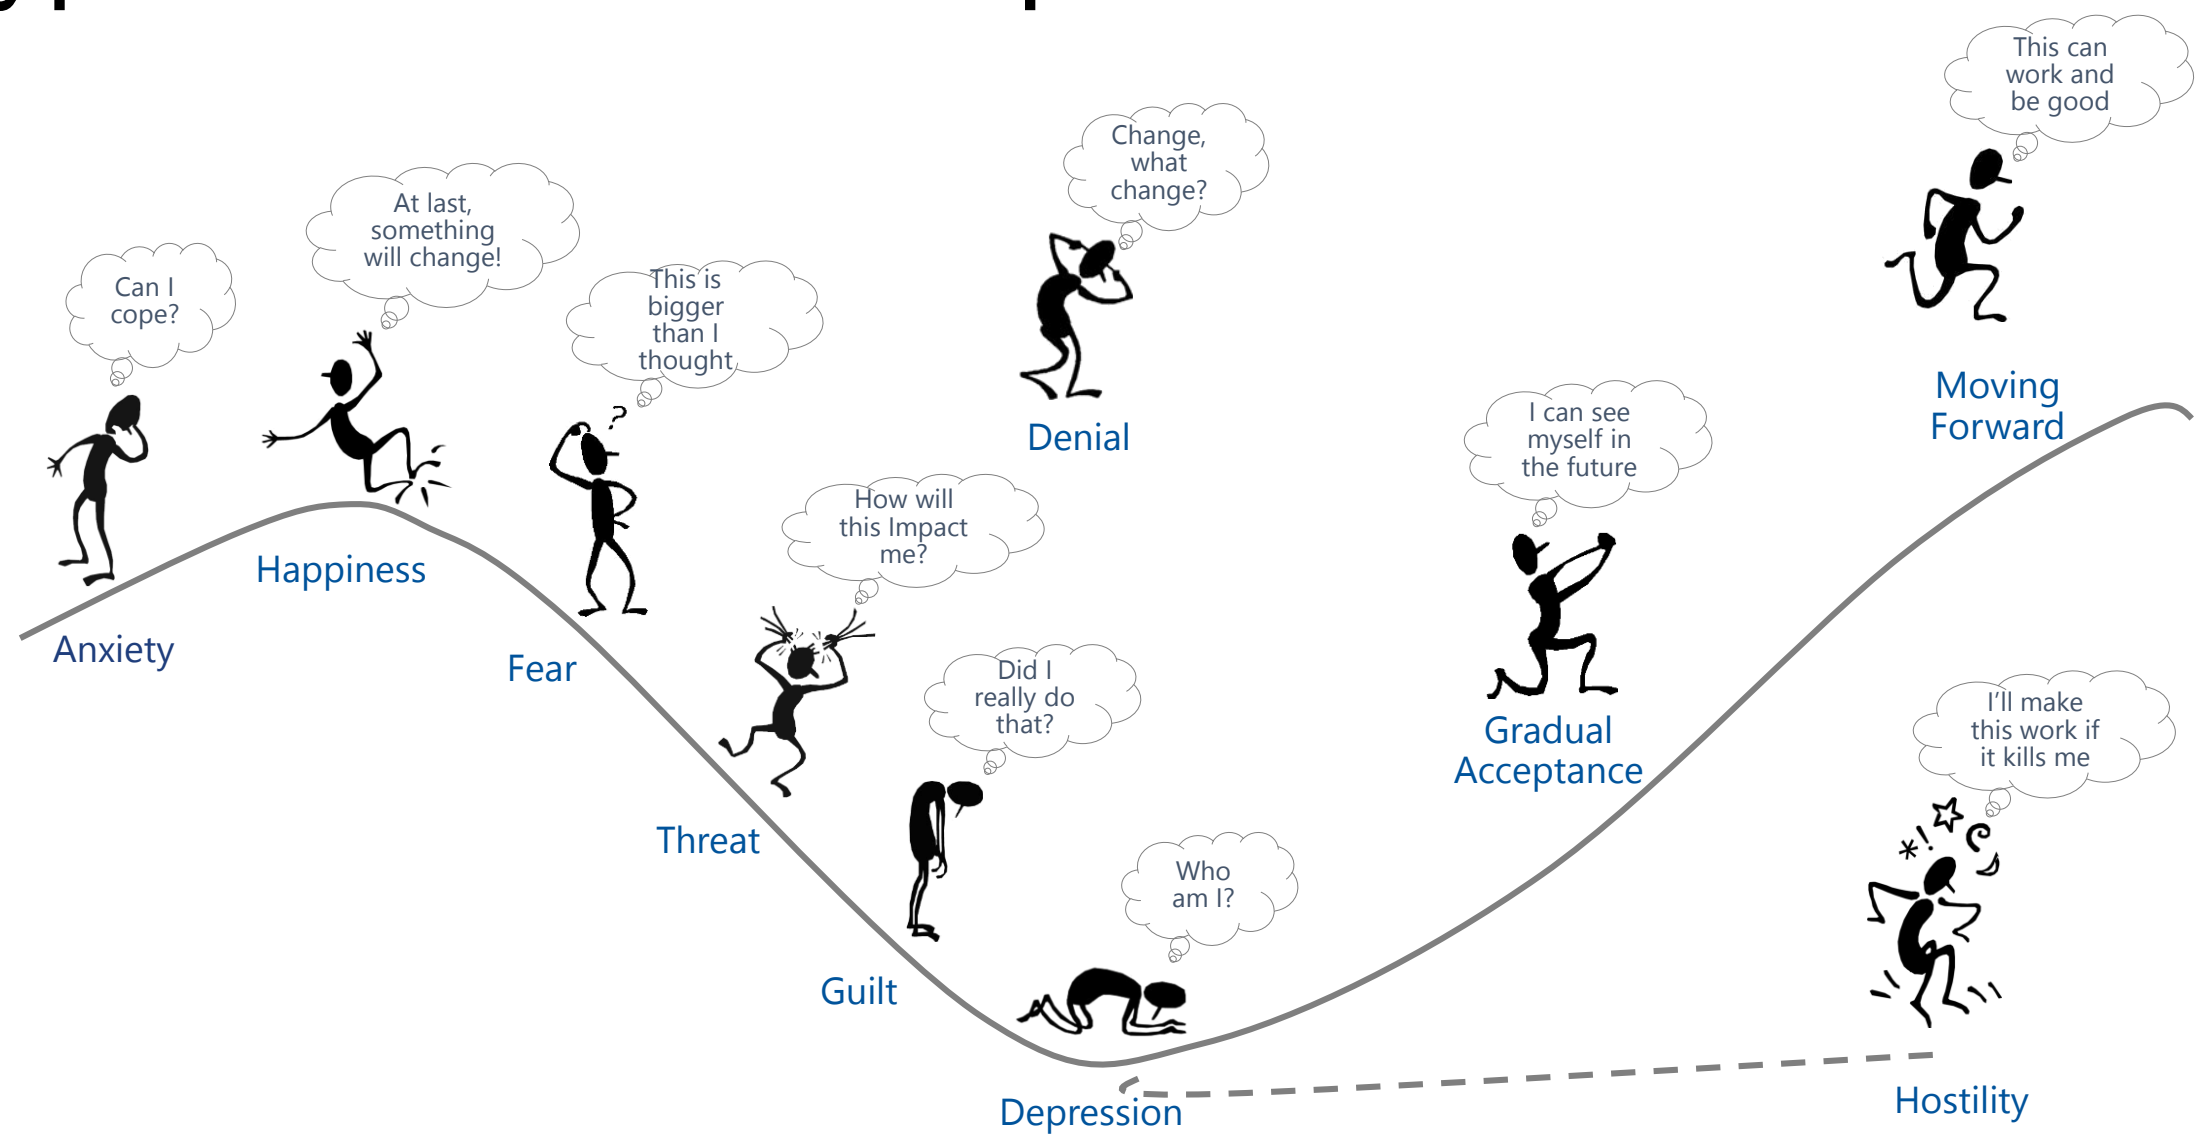 Can I
cope?
Anxiety
At last,
something
will change!
Happiness
This is
bigger
than I
thought
?
Fear
How will
this Impact
me?
Threat
Did I
really do
that?
Guilt
Who
am I?
Depression
Change,
what
change?
Denial
I can see
myself in
the future
Gradual
Acceptance
This can
work and
be good
Moving
Forward
I’ll make
this work if
it kills me
*!
Hostility